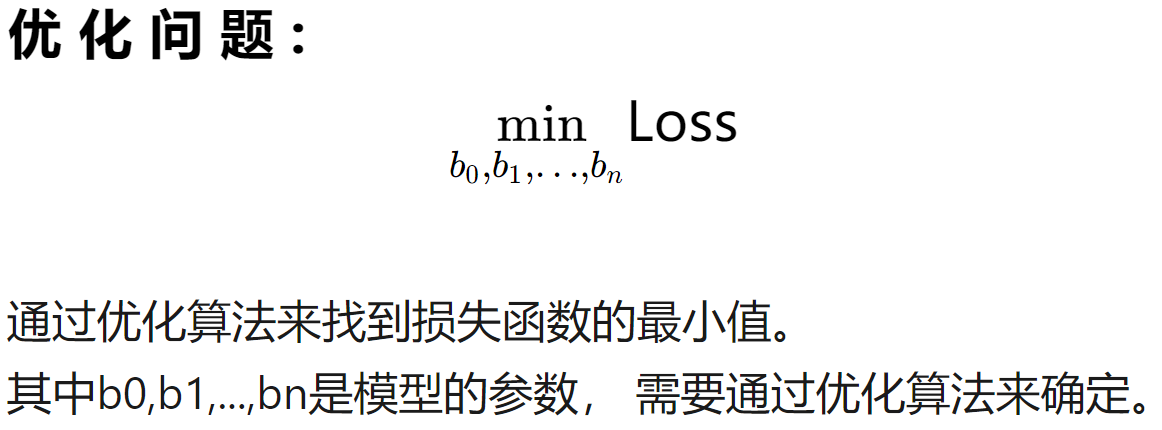 优 化 问 题 :
min Loss
b₀,b₁,...,bₙ
通过优化算法来找到损失函数的最小值。
其中b0,b1,...,bn是模型的参数， 需要通过优化算法来确定。